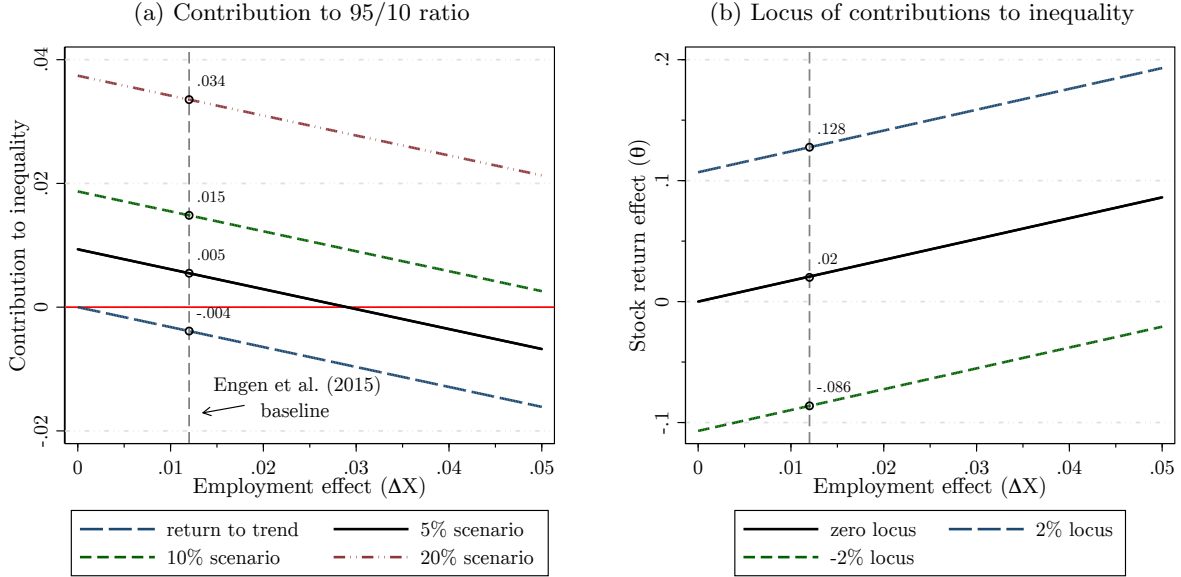 (a) Contribution to 95/10 ratio
Contribution to inequality
.04
.02
0
-.02
.034
.015
.005
-.004
Engen et al. (2015)
baseline
0 .01 .02 .03 .04 .05
Employment effect (ΔX)
return to trend 5% scenario
10% scenario 20% scenario
(b) Locus of contributions to inequality
Stock return effect (θ)
.2
.1
0
-.1
.128
.02
-.086
0 .01 .02 .03 .04 .05
Employment effect (ΔX)
zero locus 2% locus
-2% locus